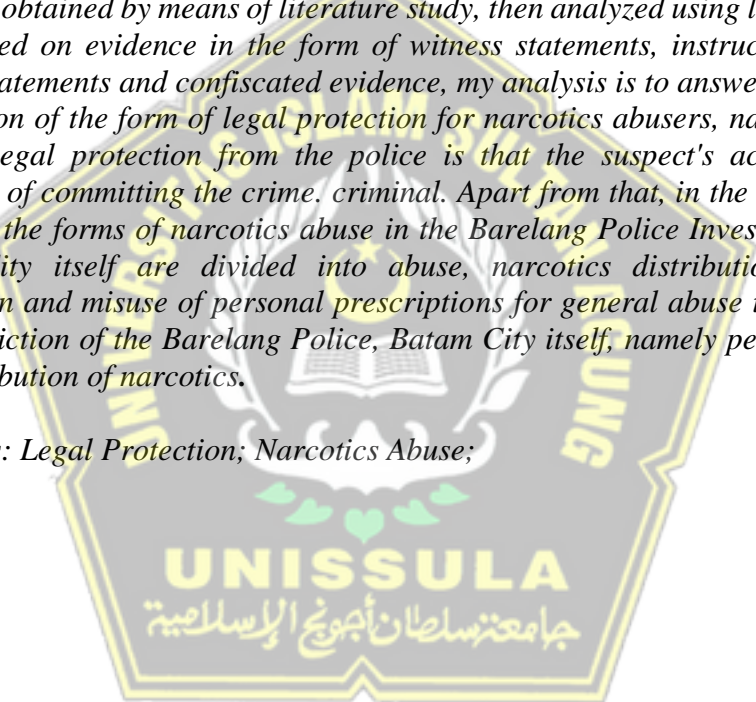 obtained by means of literature study, then analyzed using l
ed on evidence in the form of witness statements, instruc
atements and confiscated evidence, my analysis is to answe
on of the form of legal protection for narcotics abusers, na
egal protection from the police is that the suspect's ac
of committing the crime. criminal. Apart from that, in the
the forms of narcotics abuse in the Barelang Police Inves
ity itself are divided into abuse, narcotics distributio
n and misuse of personal prescriptions for general abuse i
iction of the Barelang Police, Batam City itself, namely pe
bution of narcotics.
: Legal Protection; Narcotics Abuse;
UNIVERSITAS ISLAM SULTAN AGUNG
UNISSULA
جامعتنسلطان أجونج الإسلامية